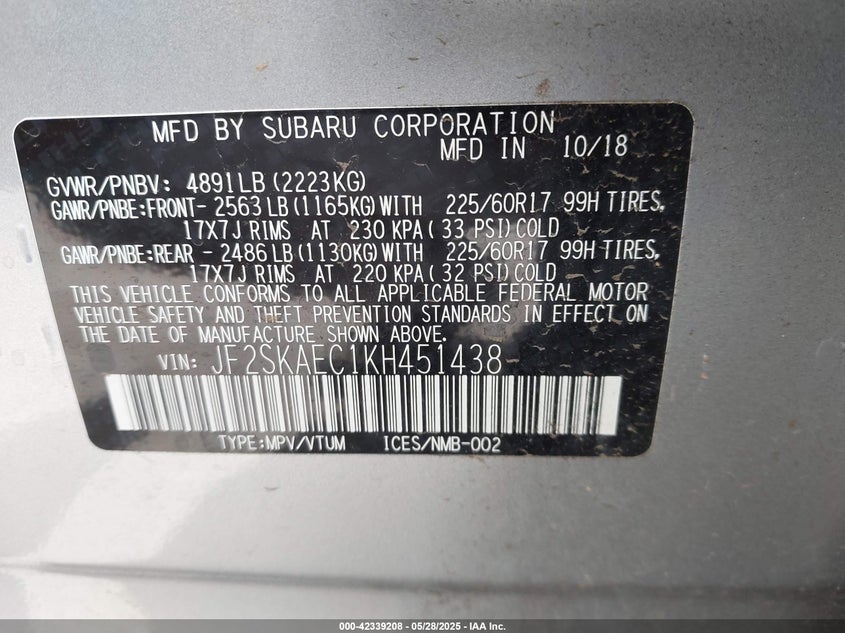 MFD BY SUBARU CORPORATION
MFD IN 10/18
GVWR/PNBV: 4891LB (2223KG)
GAWR/PNBE:FRONT- 2563LB (1165KG) WITH 225/60R17 99H TIRES,
17X7J RIMS AT 230 KPA (33 PSI) COLD
GAWR/PNBE:REAR - 2486LB (1130KG) WITH 225/60R17 99H TIRES,
17X7J RIMS AT 220 KPA (32 PSI) COLD
THIS VEHICLE CONFORMS TO ALL APPLICABLE FEDERAL MOTOR
VEHICLE SAFETY AND THEFT PREVENTION STANDARDS IN EFFECT ON
THE DATE OF MANUFACTURE SHOWN ABOVE.
VIN: JF2SKAEC1KH451438
TYPE:MPV/VTUM ICES/NMB-002
000-42339208 - 05/28/2025 - IAA Inc.